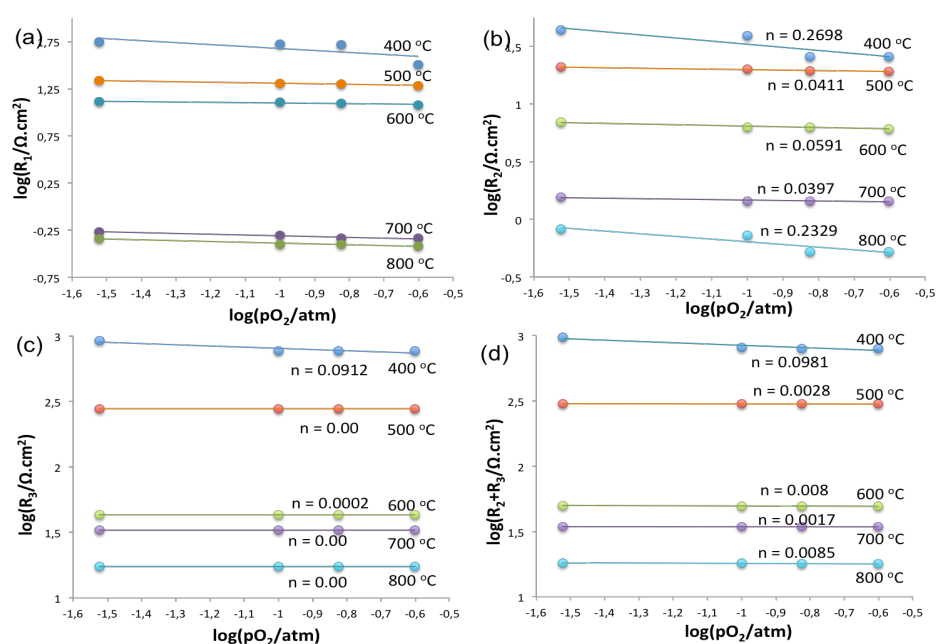 (a)
1,75
1,25
0,75
0,25
-0,25
-0,75
log(R₁/Ω.cm2)
400 °C
500 °C
600 °C
700 °C
800 °C
-1,6 -1,5 -1,4 -1,3 -1,2 -1,1 -1 -0,9 -0,8 -0,7 -0,6 -0,5
log(pO₂/atm)
(b)
1,5
1
0,5
0
-0,5
log(R₂/Ω.cm2)
n = 0.2698
400 °C
n = 0.0411
500 °C
n = 0.0591
600 °C
n = 0.0397
700 °C
n = 0.2329
800 °C
-1,6 -1,5 -1,4 -1,3 -1,2 -1,1 -1 -0,9 -0,8 -0,7 -0,6 -0,5
log(pO₂/atm)
(c)
3
2,5
2
1,5
1
log(R₃/Ω.cm2)
n = 0.0912
400 °C
n = 0.00
500 °C
n = 0.0002
600 °C
n = 0.00
700 °C
n = 0.00
800 °C
-1,6 -1,5 -1,4 -1,3 -1,2 -1,1 -1 -0,9 -0,8 -0,7 -0,6 -0,5
log(pO₂/atm)
(d)
3
2,5
2
1,5
1
log(R₂+R₃/Ω.cm2)
400 °C
n = 0.0981
n = 0.0028
500 °C
n = 0.008
600 °C
n = 0.0017
700 °C
n = 0.0085
800 °C
-1,6 -1,5 -1,4 -1,3 -1,2 -1,1 -1 -0,9 -0,8 -0,7 -0,6 -0,5
log(pO₂/atm)